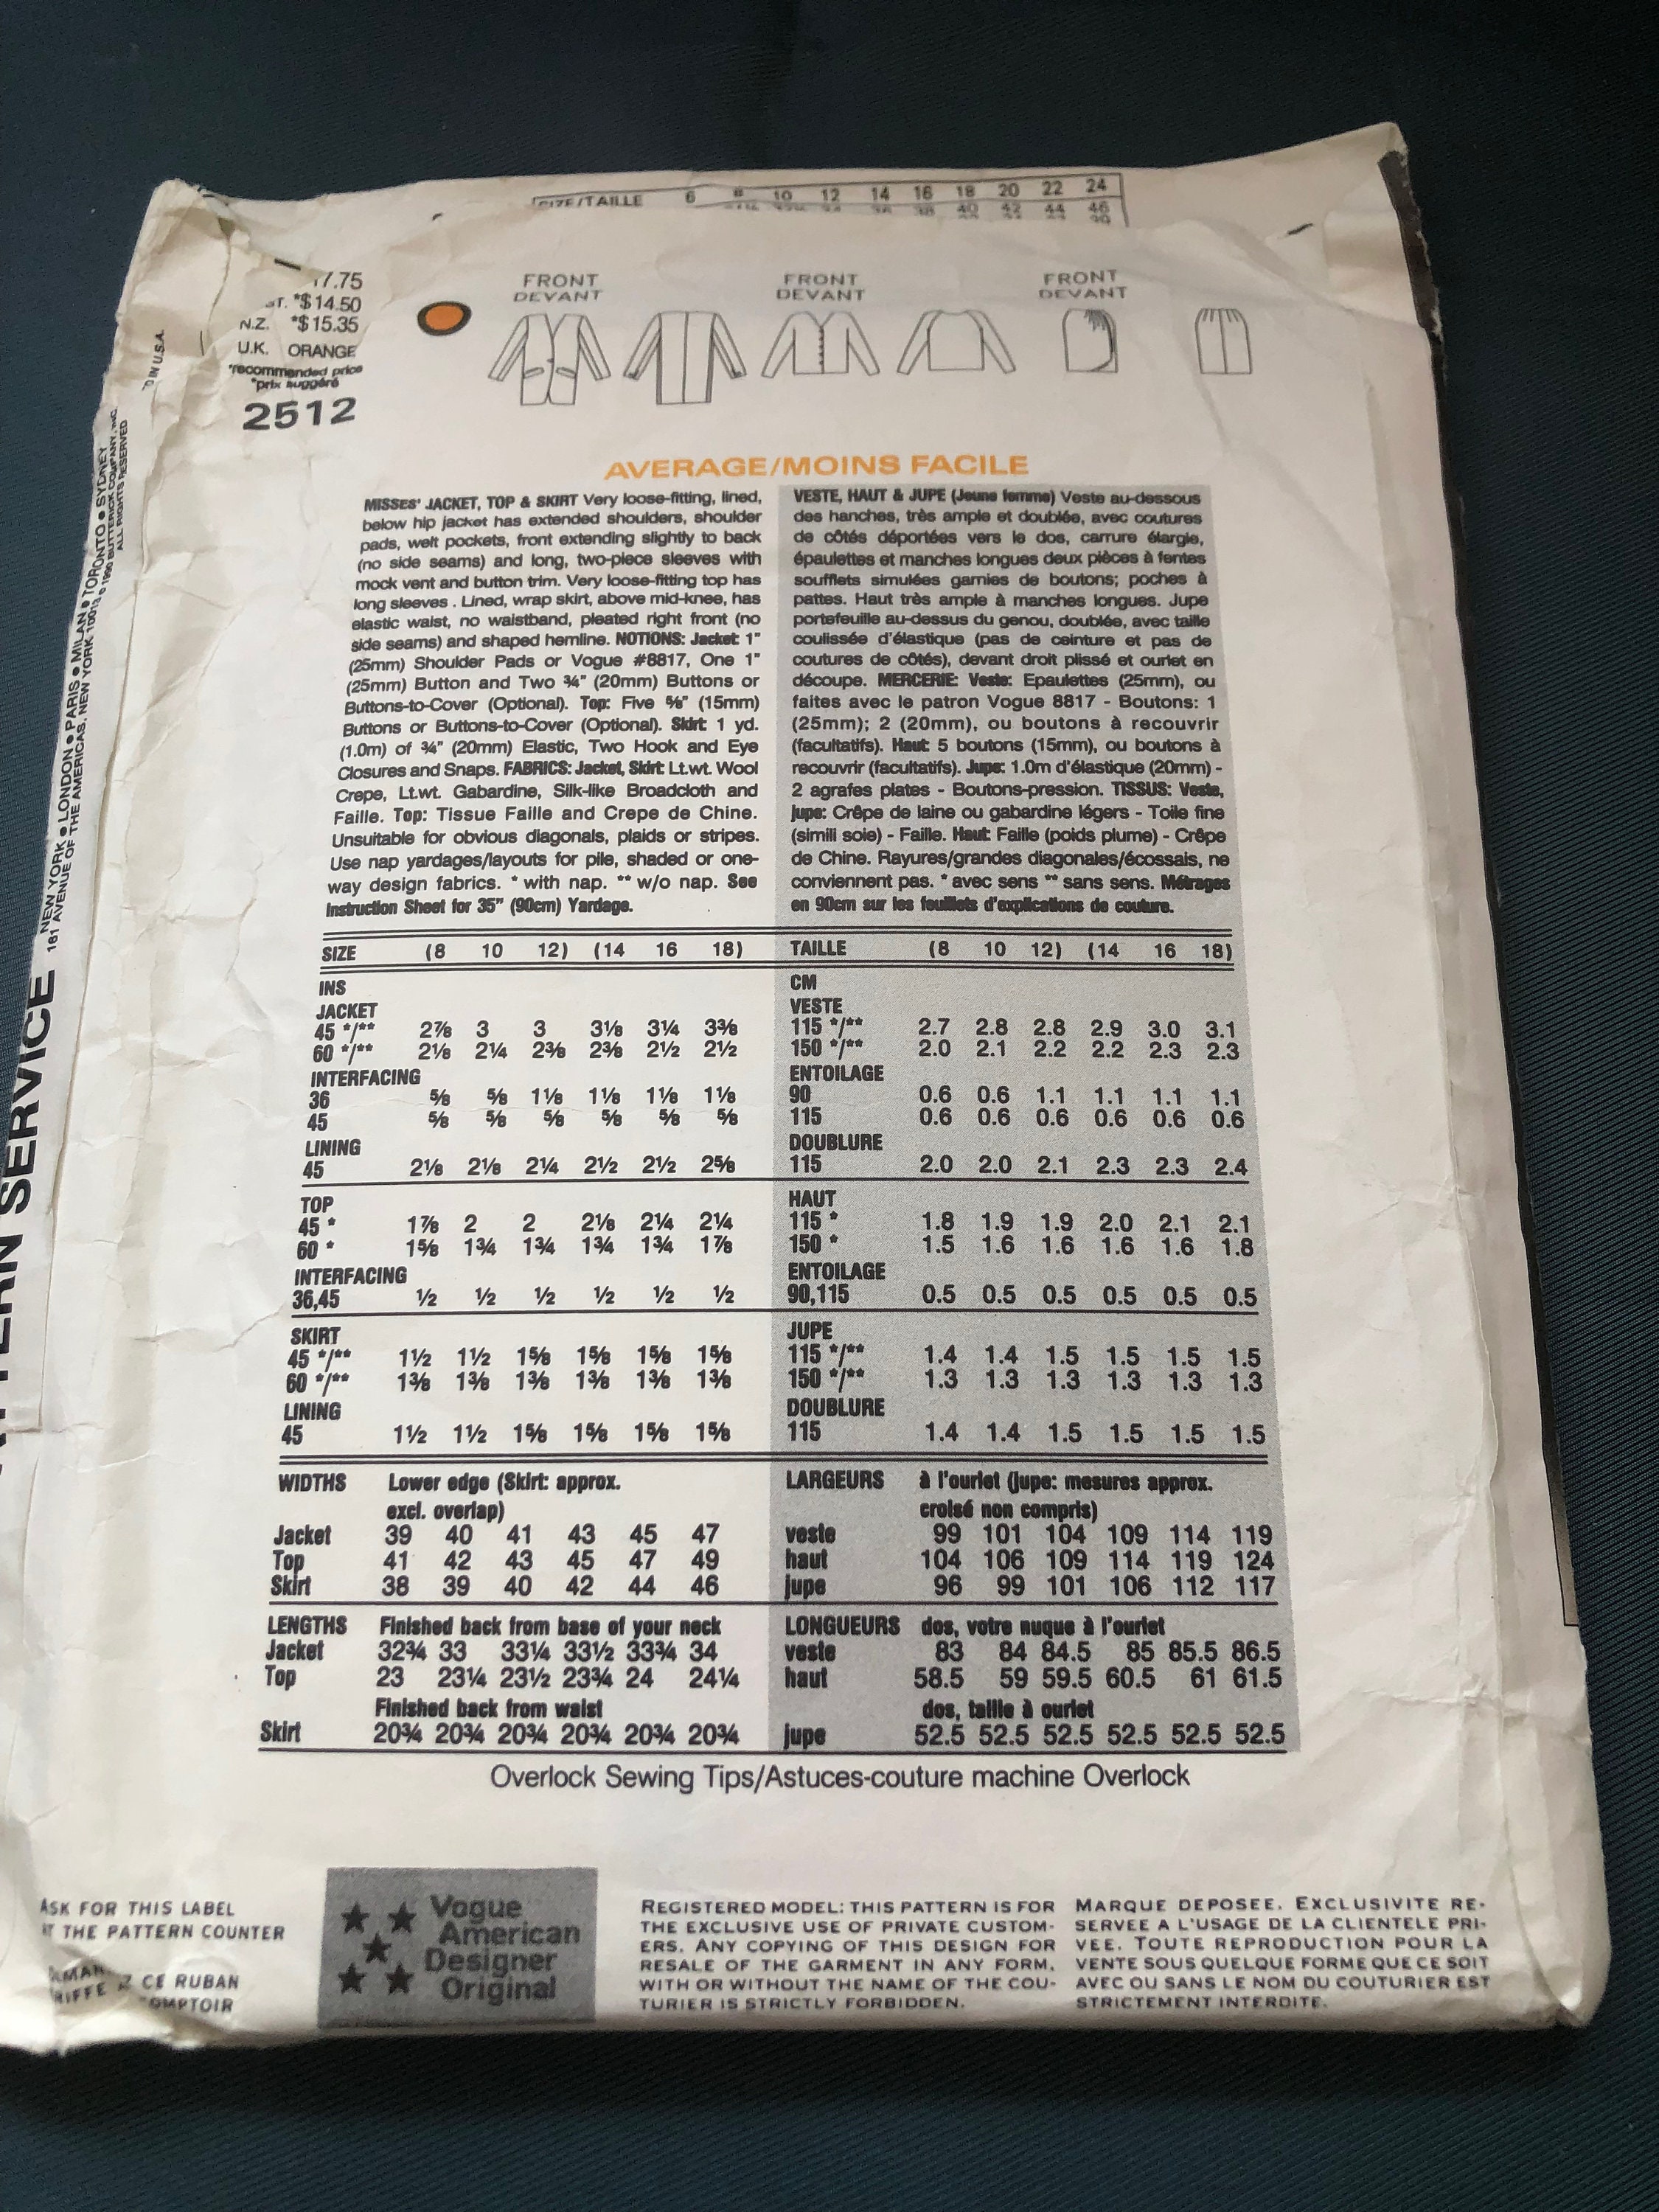 SIZE/TAILLE 6 8 10 12 14 16 18 20 22 24
40 42 44 46
7.75
ST. *$14.50
N.Z. *$15.35
U.K. ORANGE
*recommended price
*prix suggéré
2512
FRONT
DEVANT
FRONT
DEVANT
FRONT
DEVANT
AVERAGE/MOINS FACILE
MISSES' JACKET, TOP & SKIRT Very loose-fitting, lined,
below hip jacket has extended shoulders, shoulder
pads, welt pockets, front extending slightly to back
(no side seams) and long, two-piece sleeves with
mock vent and button trim. Very loose-fitting top has
long sleeves . Lined, wrap skirt, above mid-knee, has
elastic waist, no waistband, pleated right front (no
side seams) and shaped hemline. NOTIONS: Jacket: 1"
(25mm) Shoulder Pads or Vogue #8817, One 1"
(25mm) Button and Two ¾" (20mm) Buttons or
Buttons-to-Cover (Optional). Top: Five ⅝" (15mm)
Buttons or Buttons-to-Cover (Optional). Skirt: 1 yd.
(1.0m) of ¾" (20mm) Elastic, Two Hook and Eye
Closures and Snaps. FABRICS: Jacket, Skirt: Lt.wt. Wool
Crepe, Lt.wt. Gabardine, Silk-like Broadcloth and
Faille. Top: Tissue Faille and Crepe de Chine.
Unsuitable for obvious diagonals, plaids or stripes.
Use nap yardages/layouts for pile, shaded or one-
way design fabrics. * with nap. ** w/o nap. See
Instruction Sheet for 35" (90cm) Yardage.
VESTE, HAUT & JUPE (Jeune femme) Veste au-dessous
des hanches, très ample et doublée, avec coutures
de côtés déportées vers le dos, carrure élargie,
épaulettes et manches longues deux pièces à fentes
soufflets simulées garnies de boutons; poches à
pattes. Haut très ample à manches longues. Jupe
portefeuille au-dessus du genou, doublée, avec taille
coulissée d'élastique (pas de ceinture et pas de
coutures de côtés), devant droit plissé et ourlet en
découpe. MERCERIE: Veste: Epaulettes (25mm), ou
faites avec le patron Vogue 8817 - Boutons: 1
(25mm); 2 (20mm), ou boutons à recouvrir
(facultatifs). Haut: 5 boutons (15mm), ou boutons à
recouvrir (facultatifs). Jupe: 1.0m d'élastique (20mm) -
2 agrafes plates - Boutons-pression. TISSUS: Veste,
jupe: Crêpe de laine ou gabardine légers - Toile fine
(simili soie) - Faille. Haut: Faille (poids plume) - Crêpe
de Chine. Rayures/grandes diagonales/écossais, ne
conviennent pas. * avec sens ** sans sens. Métrages
en 90cm sur les feuillets d'explications de couture.
SIZE (8 10 12) (14 16 18)
INS
JACKET
45 */** 2⅞ 3 3 3⅛ 3¼ 3⅜
60 */** 2⅛ 2¼ 2⅜ 2⅜ 2½ 2½
INTERFACING
36 ⅝ ⅝ 1⅛ 1⅛ 1⅛ 1⅛
45 ⅝ ⅝ ⅝ ⅝ ⅝ ⅝
LINING
45 2⅛ 2⅛ 2¼ 2½ 2½ 2⅝
TOP
45 * 1⅞ 2 2 2⅛ 2¼ 2¼
60 * 1⅝ 1¾ 1¾ 1¾ 1¾ 1⅞
INTERFACING
36,45 ½ ½ ½ ½ ½ ½
SKIRT
45 */** 1½ 1½ 1⅝ 1⅝ 1⅝ 1⅝
60 */** 1⅜ 1⅜ 1⅜ 1⅜ 1⅜ 1⅜
LINING
45 1½ 1½ 1⅝ 1⅝ 1⅝ 1⅝
WIDTHS Lower edge (Skirt: approx.
excl. overlap)
Jacket 39 40 41 43 45 47
Top 41 42 43 45 47 49
Skirt 38 39 40 42 44 46
LENGTHS Finished back from base of your neck
Jacket 32¾ 33 33¼ 33½ 33¾ 34
Top 23 23¼ 23½ 23¾ 24 24¼
Finished back from waist
Skirt 20¾ 20¾ 20¾ 20¾ 20¾ 20¾
TAILLE (8 10 12) (14 16 18)
CM
VESTE
115 */** 2.7 2.8 2.8 2.9 3.0 3.1
150 */** 2.0 2.1 2.2 2.2 2.3 2.3
ENTOILAGE
90 0.6 0.6 1.1 1.1 1.1 1.1
115 0.6 0.6 0.6 0.6 0.6 0.6
DOUBLURE
115 2.0 2.0 2.1 2.3 2.3 2.4
HAUT
115 * 1.8 1.9 1.9 2.0 2.1 2.1
150 * 1.5 1.6 1.6 1.6 1.6 1.8
ENTOILAGE
90,115 0.5 0.5 0.5 0.5 0.5 0.5
JUPE
115 */** 1.4 1.4 1.5 1.5 1.5 1.5
150 */** 1.3 1.3 1.3 1.3 1.3 1.3
DOUBLURE
115 1.4 1.4 1.5 1.5 1.5 1.5
LARGEURS à l'ourlet (Jupe: mesures approx.
croisé non compris)
veste 99 101 104 109 114 119
haut 104 106 109 114 119 124
jupe 96 99 101 106 112 117
LONGUEURS dos, votre nuque à l'ourlet
veste 83 84 84.5 85 85.5 86.5
haut 58.5 59 59.5 60.5 61 61.5
dos, taille à ourlet
jupe 52.5 52.5 52.5 52.5 52.5 52.5
Overlock Sewing Tips/Astuces-couture machine Overlock
ASK FOR THIS LABEL
AT THE PATTERN COUNTER
CE RUBAN
COMPTOIR
Vogue
American
Designer
Original
REGISTERED MODEL: THIS PATTERN IS FOR
THE EXCLUSIVE USE OF PRIVATE CUSTOM-
ERS. ANY COPYING OF THIS DESIGN FOR
RESALE OF THE GARMENT IN ANY FORM,
WITH OR WITHOUT THE NAME OF THE COU-
TURIER IS STRICTLY FORBIDDEN.
MARQUE DEPOSEE. EXCLUSIVITE RE-
SERVEE A L'USAGE DE LA CLIENTELE PRI-
VEE. TOUTE REPRODUCTION POUR LA
VENTE SOUS QUELQUE FORME QUE CE SOIT
AVEC OU SANS LE NOM DU COUTURIER EST
STRICTEMENT INTERDITE.
SERVICE
NEW YORK ● LONDON ● PARIS ● MILAN ● TORONTO ● SYDNEY
161 AVENUE OF THE AMERICAS, NEW YORK 10013 ● 1990 BUTTERICK COMPANY, INC
ALL RIGHTS RESERVED
IN U.S.A.